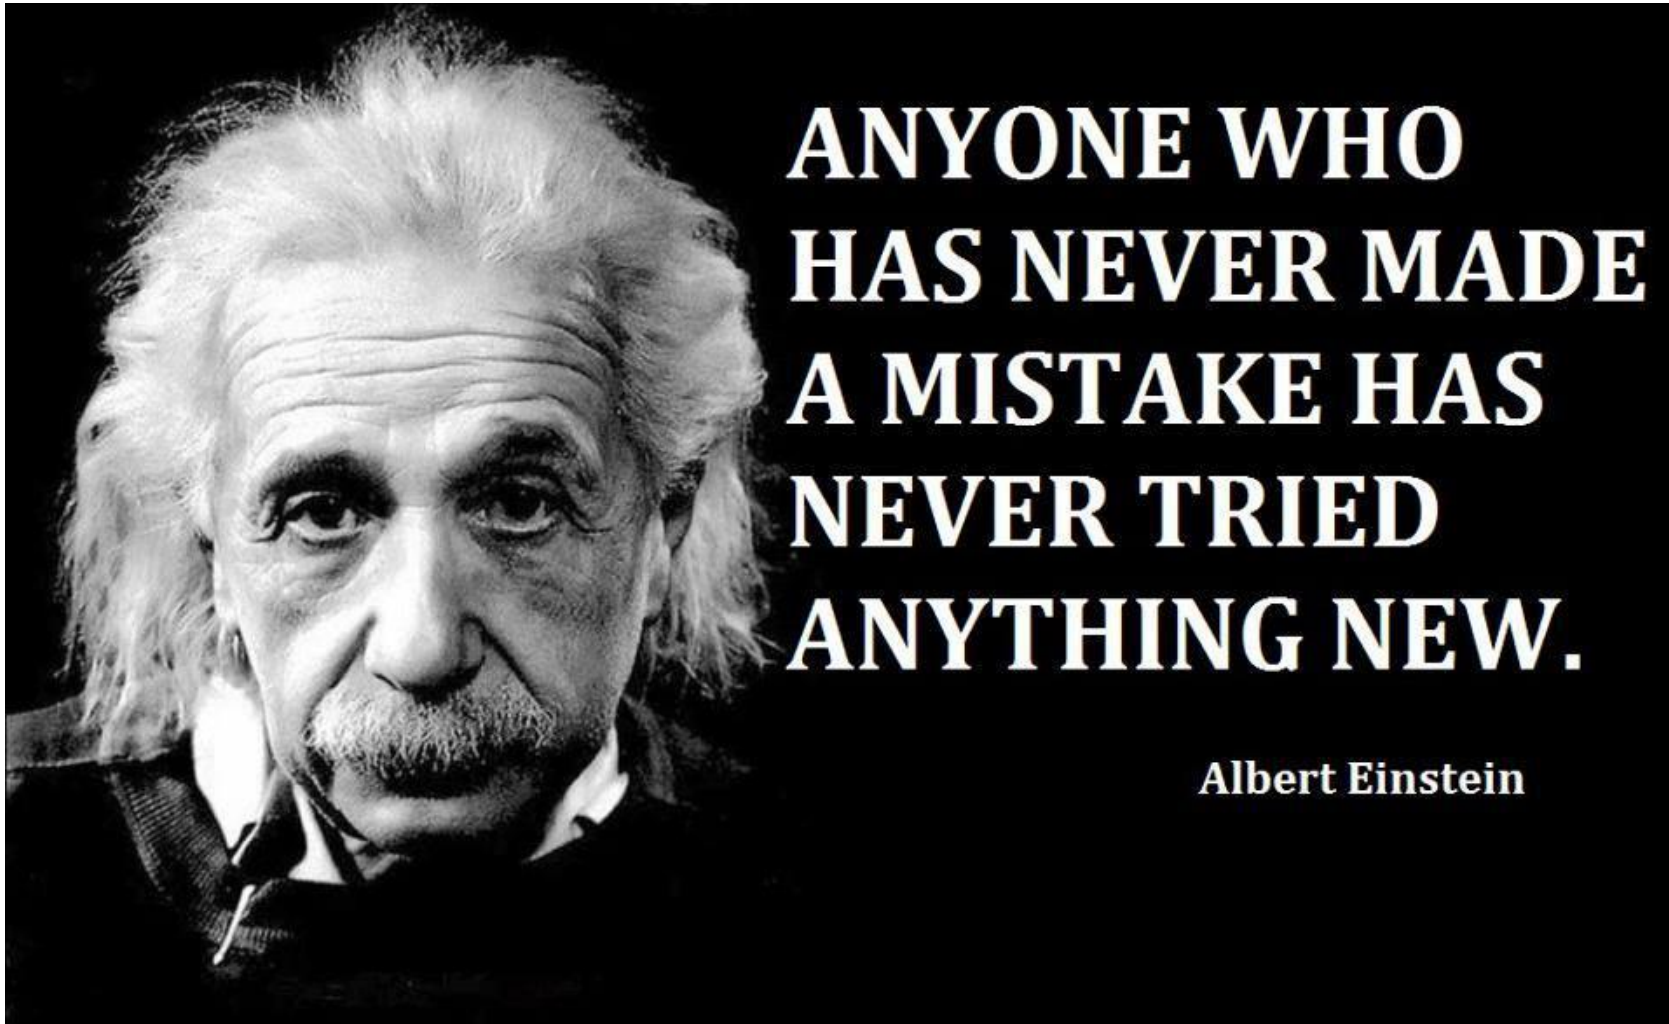 ANYONE WHO
HAS NEVER MADE
A MISTAKE HAS
NEVER TRIED
ANYTHING NEW.
Albert Einstein